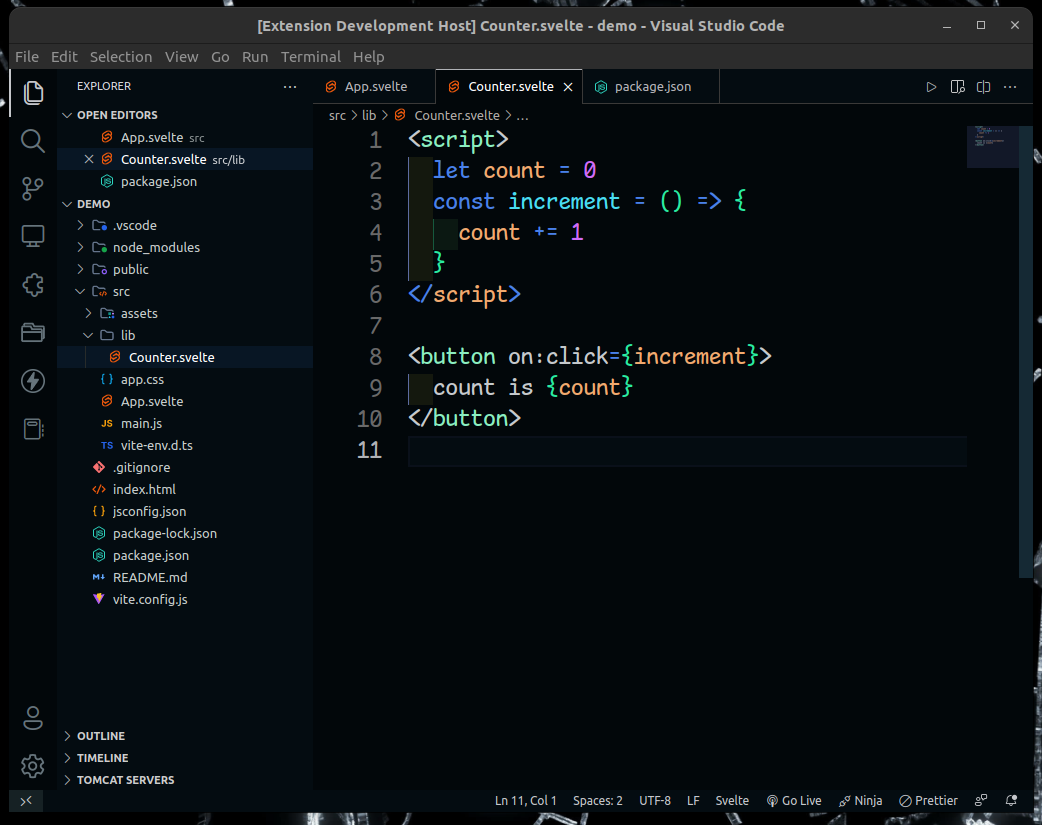 [Extension Development Host] Counter.svelte - demo - Visual Studio Code
File Edit Selection View Go Run Terminal Help
EXPLORER
OPEN EDITORS
App.svelte src
Counter.svelte src/lib
package.json
DEMO
.vscode
node_modules
public
src
assets
lib
Counter.svelte
{ } app.css
App.svelte
JS main.js
TS vite-env.d.ts
.gitignore
</> index.html
{ } jsconfig.json
package-lock.json
package.json
M↓ README.md
vite.config.js
OUTLINE
TIMELINE
TOMCAT SERVERS
App.svelte Counter.svelte package.json
src > lib > Counter.svelte > ...
1 <script>
2 let count = 0
3 const increment = () => {
4 count += 1
5 }
6 </script>
7
8 <button on:click={increment}>
9 count is {count}
10 </button>
11
Ln 11, Col 1 Spaces: 2 UTF-8 LF Svelte Go Live Ninja Prettier